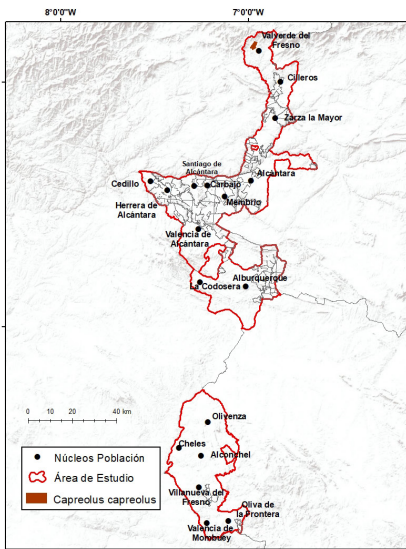 8°0'0"W
7°0'0"W
Valverde del
Fresno
Cilleros
Zarza la Mayor
Santiago de
Alcántara
Cedillo
Carbajo
Alcántara
Membrio
Herrera de
Alcántara
Valencia de
Alcántara
Alburquerque
La Codosera
0
10
20
40 km
Olivenza
Cheles
Alconchel
Núcleos Población
Área de Estudio
Capreolus capreolus
Villanueva del
Fresno
Oliva de
la Frontera
Valencia de
Mombuey